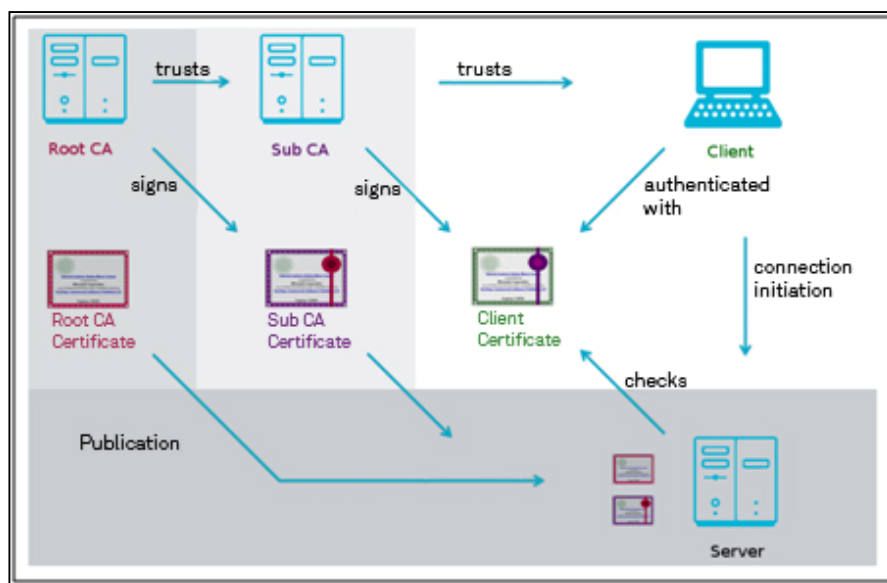 trusts
trusts
Root CA
Sub CA
Client
signs
signs
authenticated
with
connection
initiation
Root CA
Certificate
Sub CA
Certificate
Client
Certificate
checks
Publication
Server